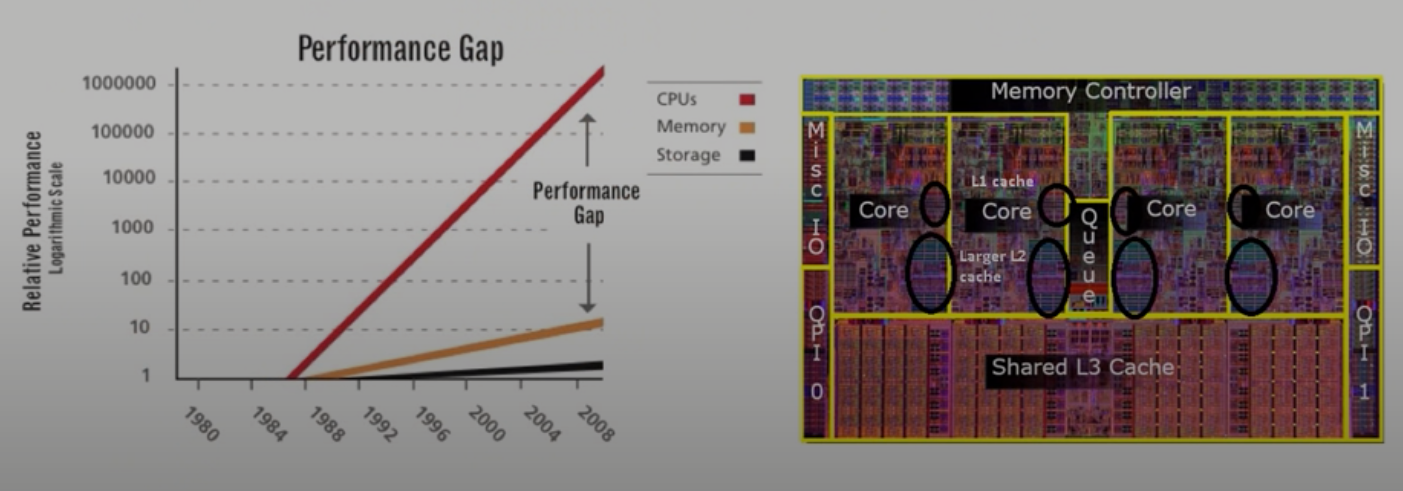 Performance Gap
Relative Performance
Logarithmic Scale
1000000
100000
10000
1000
100
10
1
1980
1984
1988
1992
1996
2000
2004
2008
Performance
Gap
CPUs
Memory
Storage
Memory Controller
Misc IO
QPI 0
Core
L1 cache
Core
Queue
Core
Core
Larger L2
cache
Shared L3 Cache
Misc IO
QPI 1